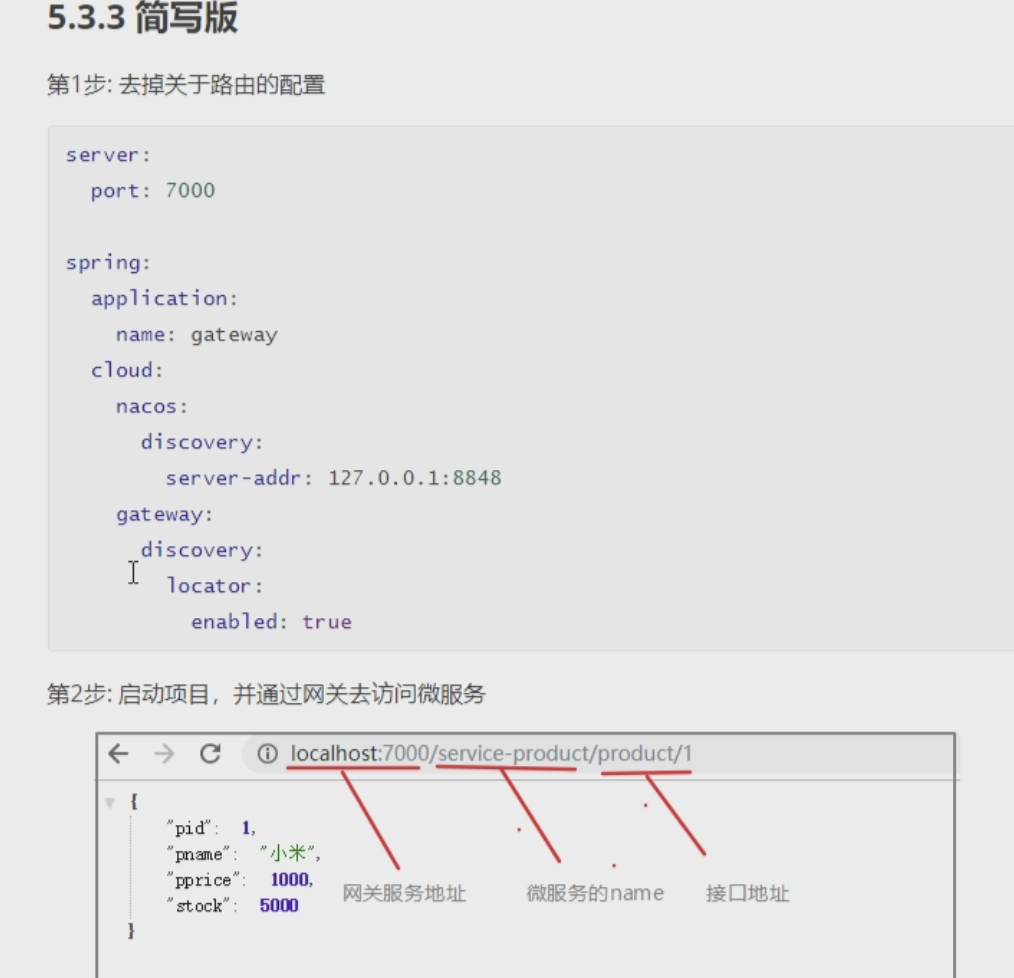 5.3.3 简写版
第1步: 去掉关于路由的配置
server:
  port: 7000
spring:
  application:
    name: gateway
  cloud:
    nacos:
      discovery:
        server-addr: 127.0.0.1:8848
    gateway:
      discovery:
        locator:
          enabled: true
第2步: 启动项目，并通过网关去访问微服务
localhost:7000/service-product/product/1
{
"pid": 1,
"pname": "小米",
"pprice": 1000,
"stock": 5000
}
网关服务地址 微服务的name 接口地址